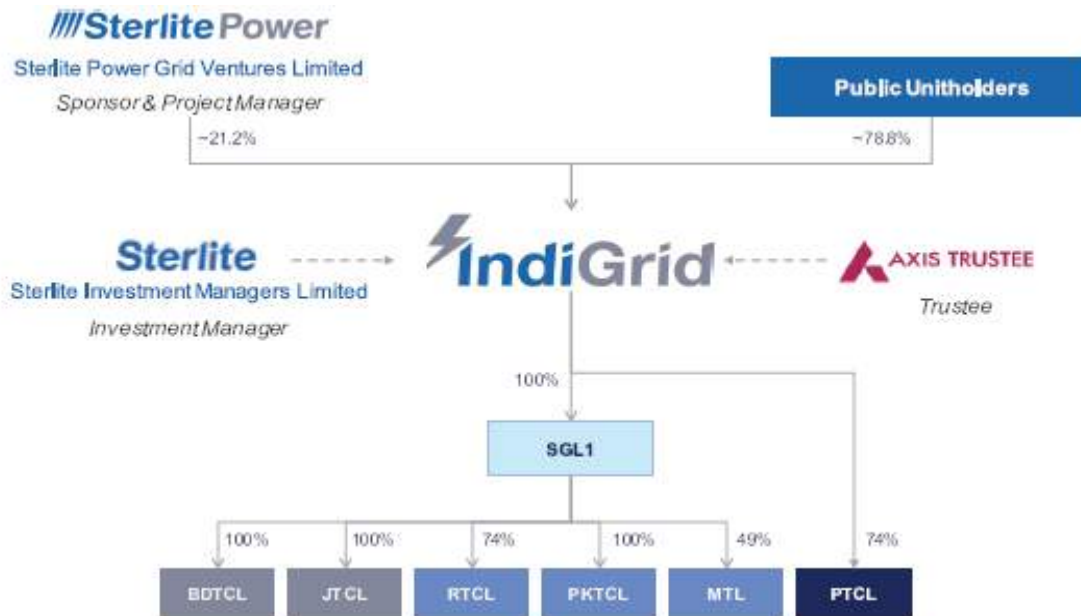 Sterlite Power
Sterlite Power Grid Ventures Limited
Sponsor & Project Manager
Public Unitholders
~21.2%
~78.8%
Sterlite
Sterlite Investment Managers Limited
Investment Manager
IndiGrid
AXIS TRUSTEE
Trustee
100%
SGL1
100%
100%
74%
100%
49%
74%
BDTCL
JTCL
RTCL
PKTCL
MTL
PTCL